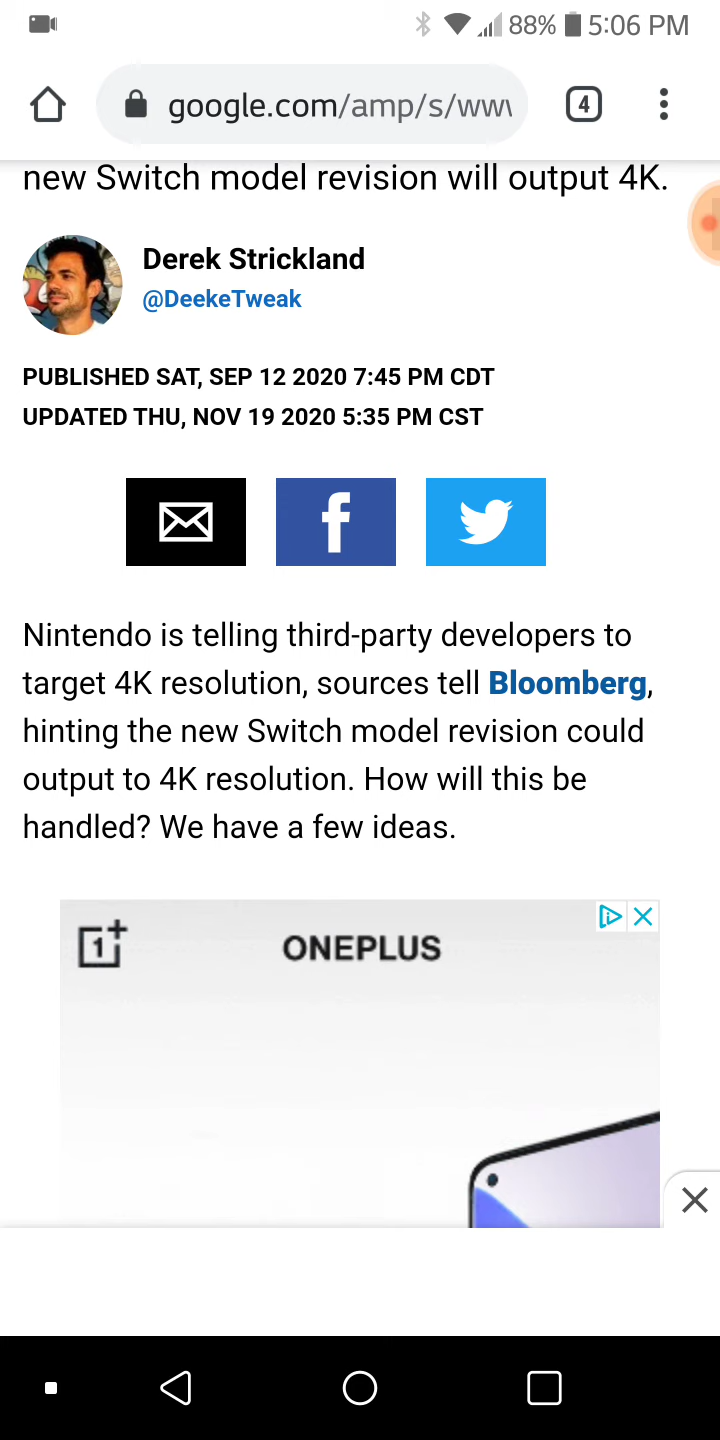 88% 5:06 PM
google.com/amp/s/www
4
new Switch model revision will output 4K.
Derek Strickland
@DeekeTweak
PUBLISHED SAT, SEP 12 2020 7:45 PM CDT
UPDATED THU, NOV 19 2020 5:35 PM CST
f
Nintendo is telling third-party developers to
target 4K resolution, sources tell Bloomberg,
hinting the new Switch model revision could
output to 4K resolution. How will this be
handled? We have a few ideas.
1+ ONEPLUS